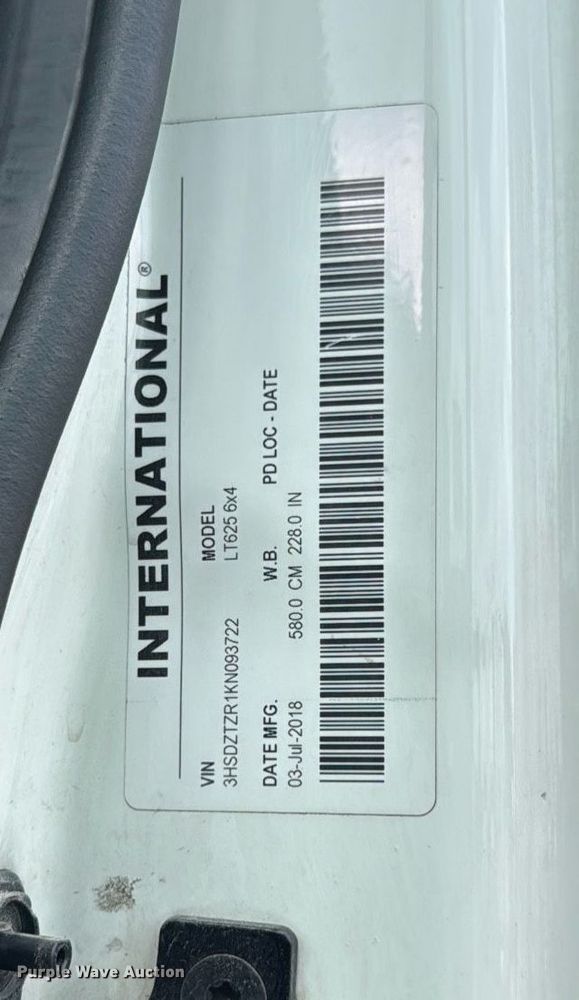 INTERNATIONAL®
VIN MODEL
3HSDZTZR1KN093722 LT625 6x4
DATE MFG. W.B. PD LOC - DATE
03-Jul-2018 580.0 CM 228.0 IN
Purple Wave Auction